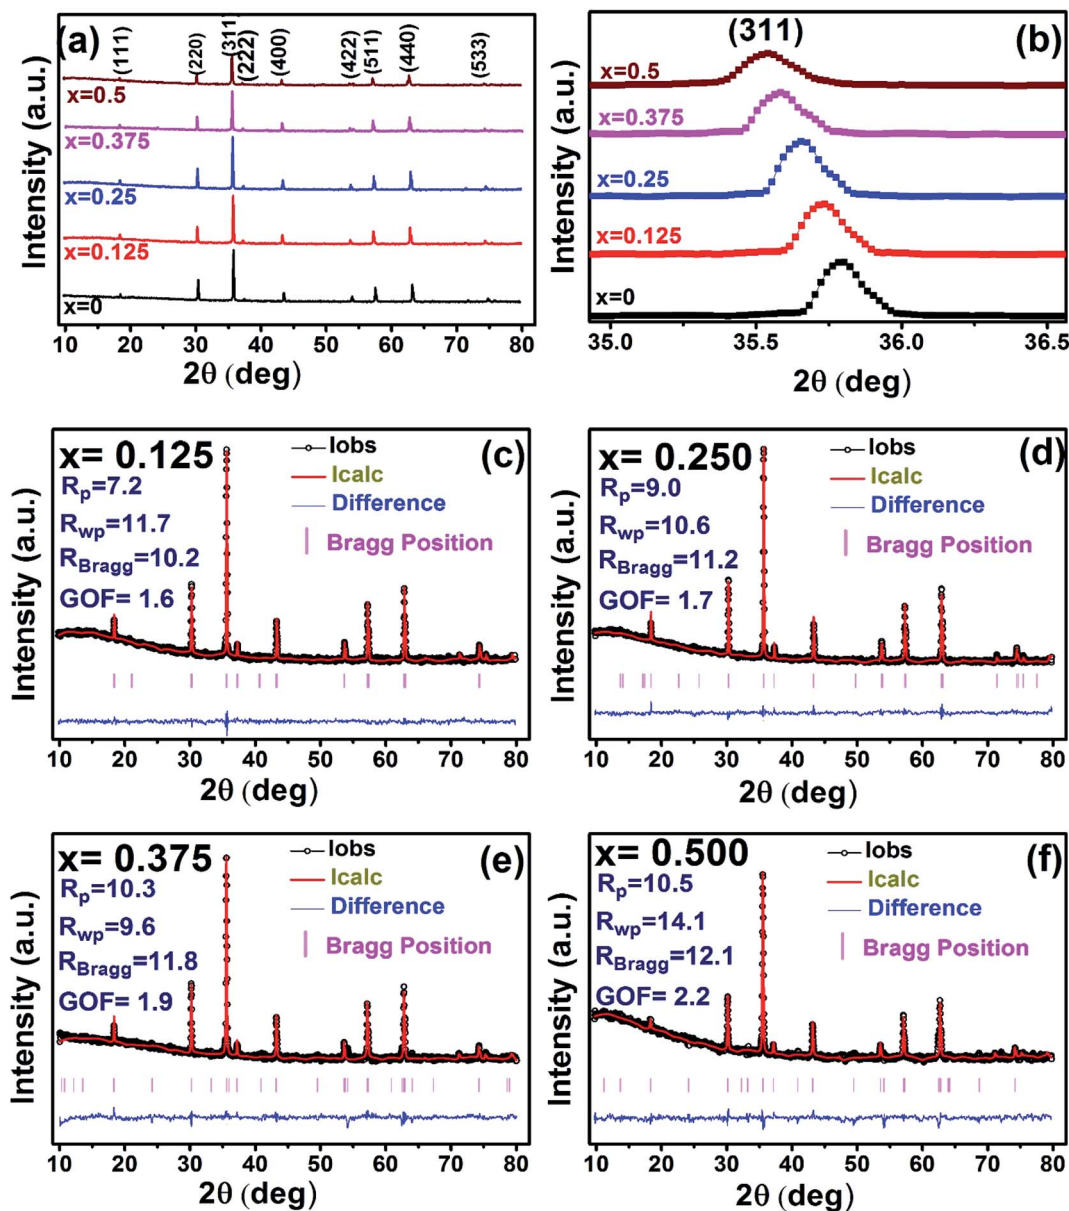 (a)
(111)
(220)
(311)
(222)
(400)
(422)
(511)
(440)
(533)
x=0.5
x=0.375
x=0.25
x=0.125
x=0
Intensity (a.u.)
10 20 30 40 50 60 70 80
2θ (deg)
(311)
(b)
x=0.5
x=0.375
x=0.25
x=0.125
x=0
Intensity (a.u.)
35.0 35.5 36.0 36.5
2θ (deg)
x= 0.125
(c)
Rp=7.2
Rwp=11.7
RBragg=10.2
GOF= 1.6
Iobs
Icalc
Difference
Bragg Position
Intensity (a.u.)
10 20 30 40 50 60 70 80
2θ (deg)
x= 0.250
(d)
Rp=9.0
Rwp=10.6
RBragg=11.2
GOF= 1.7
Iobs
Icalc
Difference
Bragg Position
Intensity (a.u.)
10 20 30 40 50 60 70 80
2θ (deg)
x= 0.375
(e)
Rp=10.3
Rwp=9.6
RBragg=11.8
GOF= 1.9
Iobs
Icalc
Difference
Bragg Position
Intensity (a.u.)
10 20 30 40 50 60 70 80
2θ (deg)
x= 0.500
(f)
Rp=10.5
Rwp=14.1
RBragg=12.1
GOF= 2.2
Iobs
Icalc
Difference
Bragg Position
Intensity (a.u.)
10 20 30 40 50 60 70 80
2θ (deg)